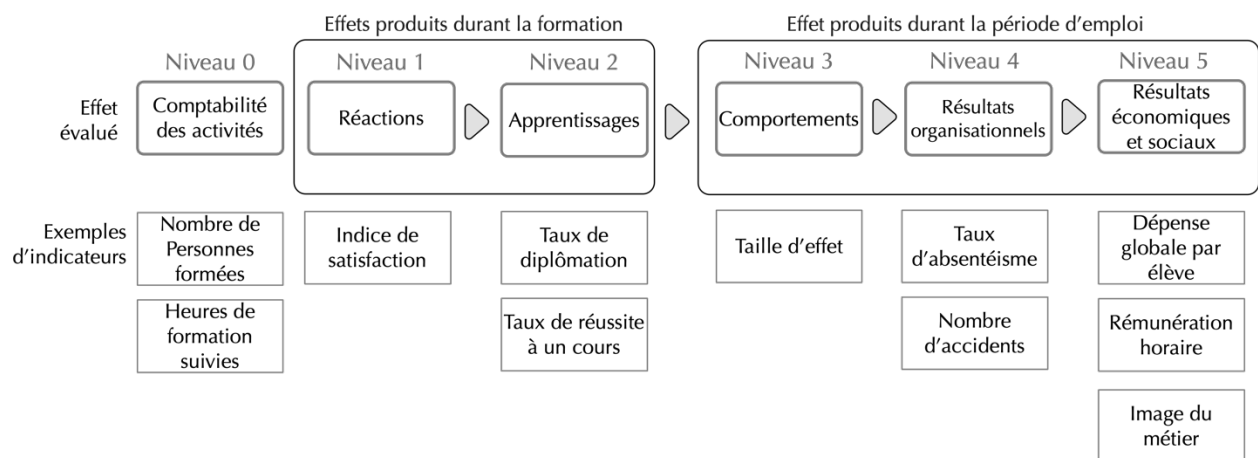 Effets produits durant la formation
Effet produits durant la période d'emploi
Niveau 0
Niveau 1
Niveau 2
Niveau 3
Niveau 4
Niveau 5
Effet
évalué
Comptabilité
des activités
Réactions
Apprentissages
Comportements
Résultats
organisationnels
Résultats
économiques
et sociaux
Exemples
d'indicateurs
Nombre de
Personnes
formées
Indice de
satisfaction
Taux de
diplômation
Taille d'effet
Taux
d'absentéisme
Dépense
globale par
élève
Heures de
formation
suivies
Taux de réussite
à un cours
Nombre
d'accidents
Rémunération
horaire
Image du
métier